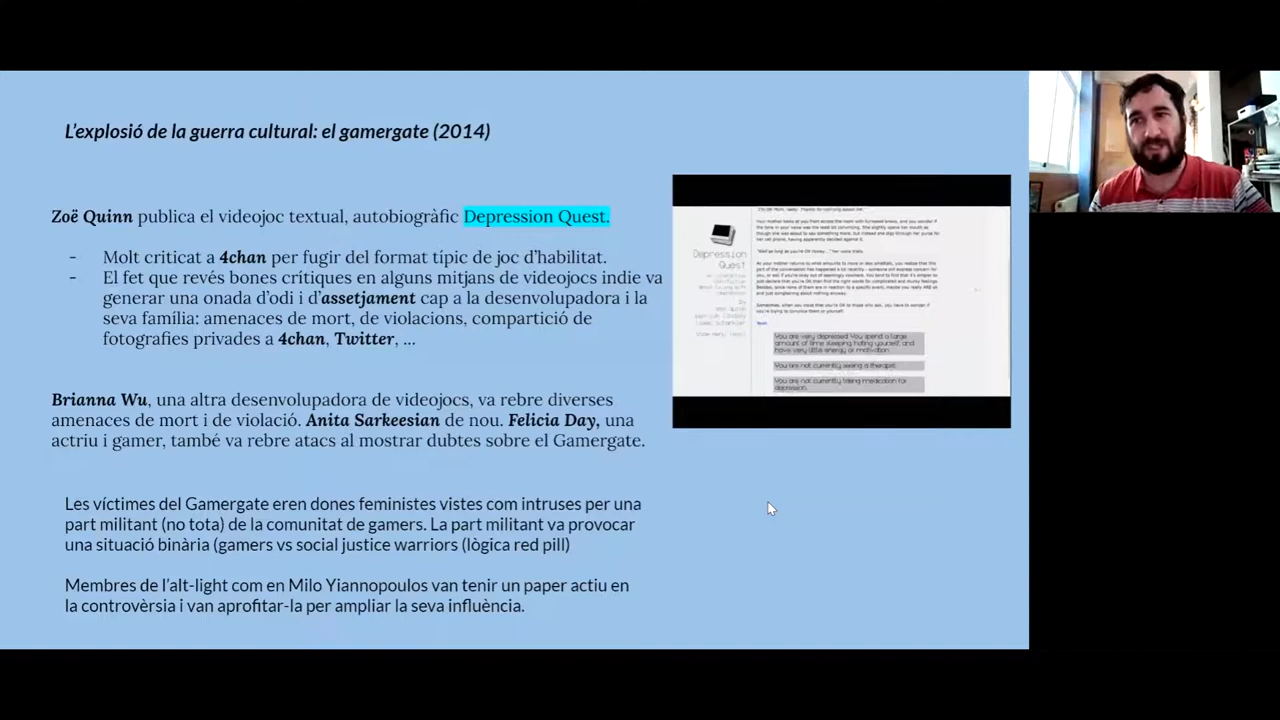 L'explosió de la guerra cultural: el gamergate (2014)
Zoë Quinn publica el videojoc textual, autobiogràfic Depression Quest.
- Molt criticat a 4chan per fugir del format típic de joc d'habilitat.
- El fet que rebés bones crítiques en alguns mitjans de videojocs indie va
generar una onada d'odi i d'assetjament cap a la desenvolupadora i la
seva família: amenaces de mort, de violacions, compartició de
fotografies privades a 4chan, Twitter, ...
Brianna Wu, una altra desenvolupadora de videojocs, va rebre diverses
amenaces de mort i de violació. Anita Sarkeesian de nou. Felicia Day, una
actriu i gamer, també va rebre atacs al mostrar dubtes sobre el Gamergate.
Les víctimes del Gamergate eren dones feministes vistes com intruses per una
part militant (no tota) de la comunitat de gamers. La part militant va provocar
una situació binària (gamers vs social justice warriors (lògica red pill)
Membres de l'alt-light com en Milo Yiannopoulos van tenir un paper actiu en
la controvèrsia i van aprofitar-la per ampliar la seva influència.
Depression
Quest
You are very depressed. You spend a large
amount of time sleeping, hating yourself, and
have very little energy or motivation.
You are not currently seeing a therapist.
You are not currently taking medication for
depression.